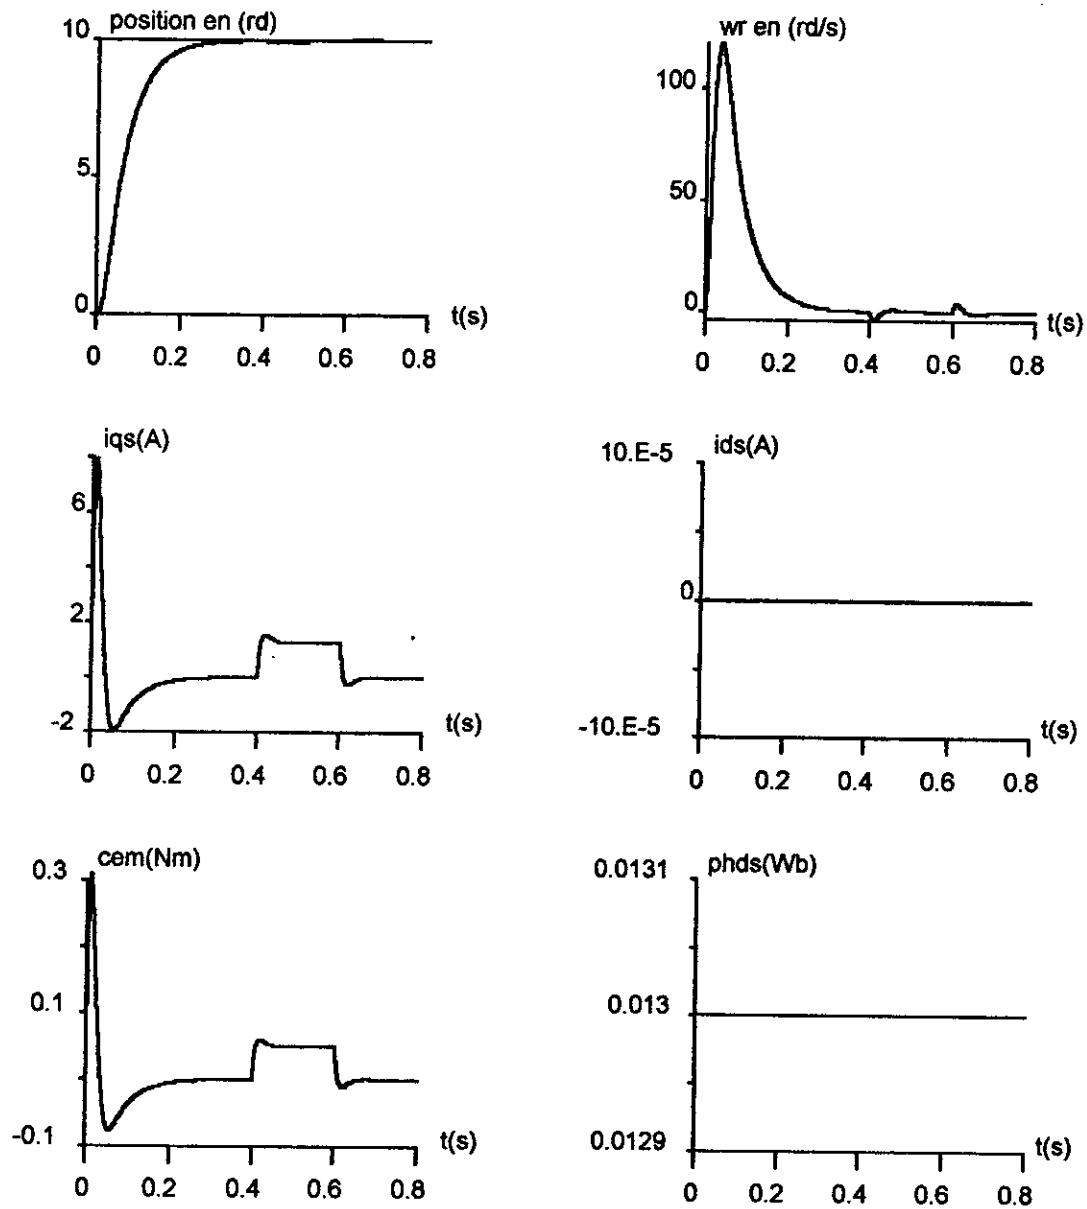 position en (rd)
10
5
0
t(s)
0 0.2 0.4 0.6 0.8
wr en (rd/s)
100
50
0
t(s)
0 0.2 0.4 0.6 0.8
iqs(A)
6
2
-2
t(s)
0 0.2 0.4 0.6 0.8
10.E-5
ids(A)
0
-10.E-5
t(s)
0 0.2 0.4 0.6 0.8
cem(Nm)
0.3
0.1
-0.1
t(s)
0 0.2 0.4 0.6 0.8
phds(Wb)
0.0131
0.013
0.0129
t(s)
0 0.2 0.4 0.6 0.8